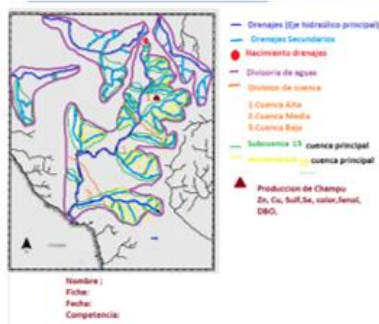 Drenajes (Eje hidráulico principal)
Drenajes Secundarios
Nacimiento drenajes
Divisoria de aguas
Division de cuenca
1.Cuenca Alta
2.Cuenca Media
3.Cuenca Baja
Subcuenca 15 cuenca principal
cuenca principal
Produccion de Champu
Zn, Cu, Sulf,Se, color,fenol,
DBO,
Nombre :
Ficha:
Fecha:
Competencia: